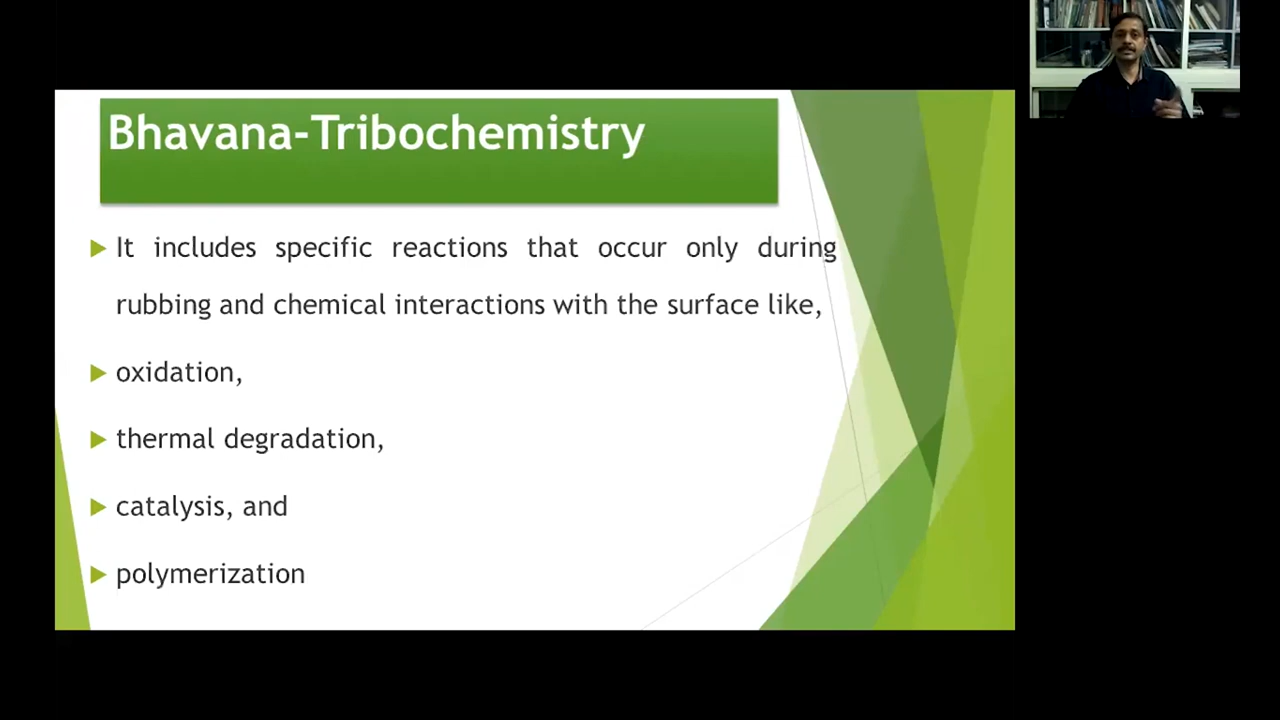 Bhavana-Tribochemistry
It includes specific reactions that occur only during
rubbing and chemical interactions with the surface like,
oxidation,
thermal degradation,
catalysis, and
polymerization